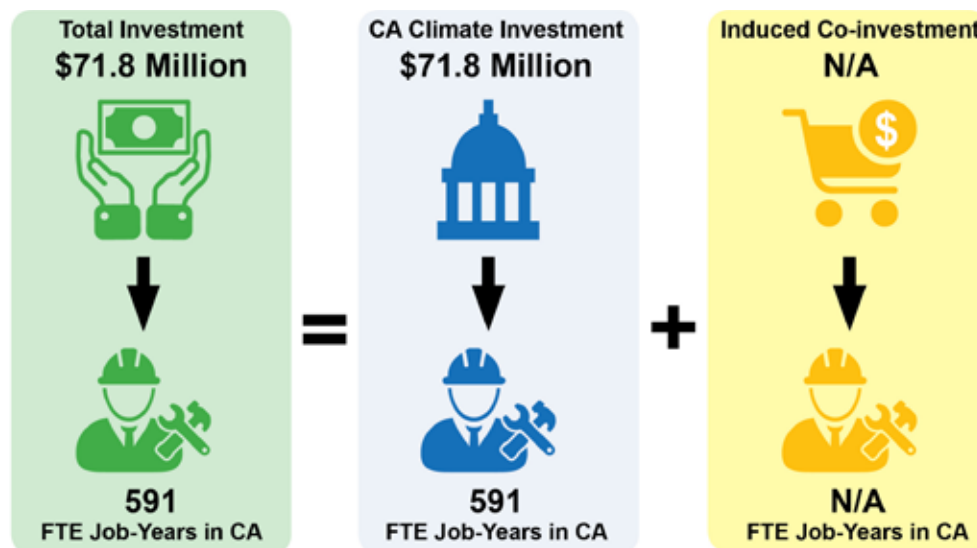 Total Investment
$71.8 Million
591
FTE Job-Years in CA
=
CA Climate Investment
$71.8 Million
591
FTE Job-Years in CA
+
Induced Co-investment
N/A
$
N/A
FTE Job-Years in CA